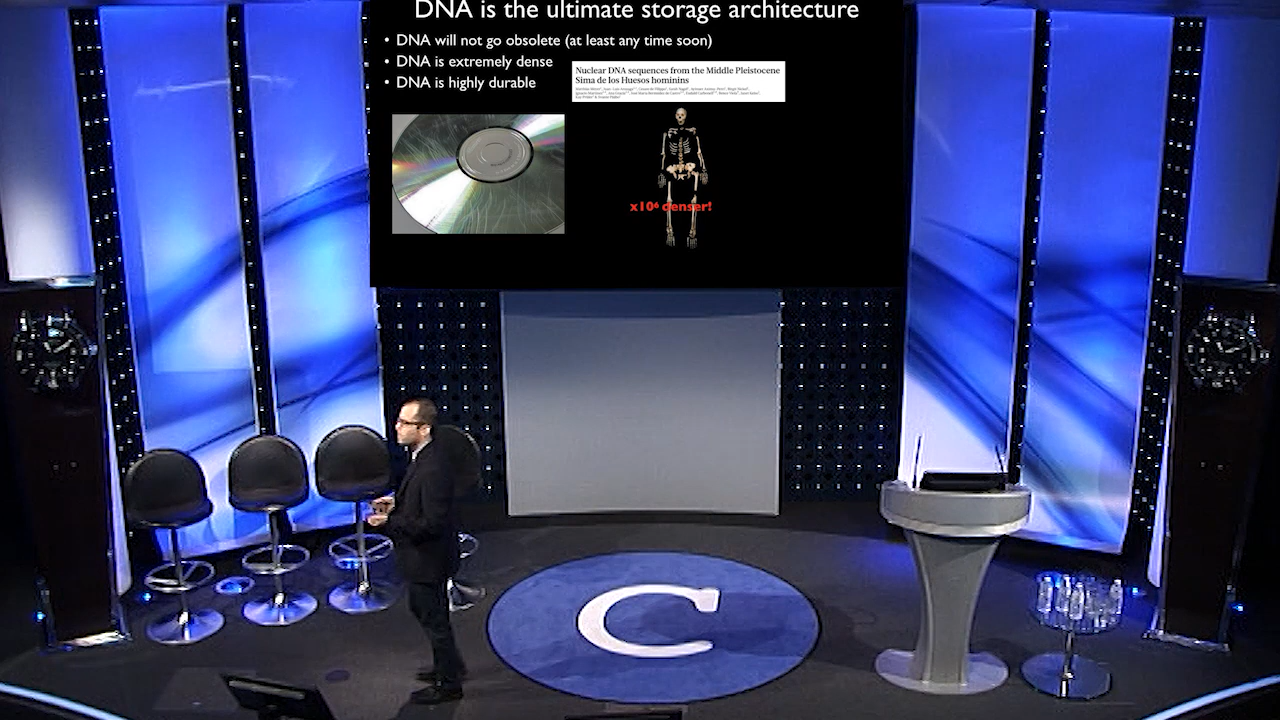 DNA is the ultimate storage architecture
• DNA will not go obsolete (at least any time soon)
• DNA is extremely dense
• DNA is highly durable
Nuclear DNA sequences from the Middle Pleistocene
Sima de los Huesos hominins
x10⁶ denser!
C